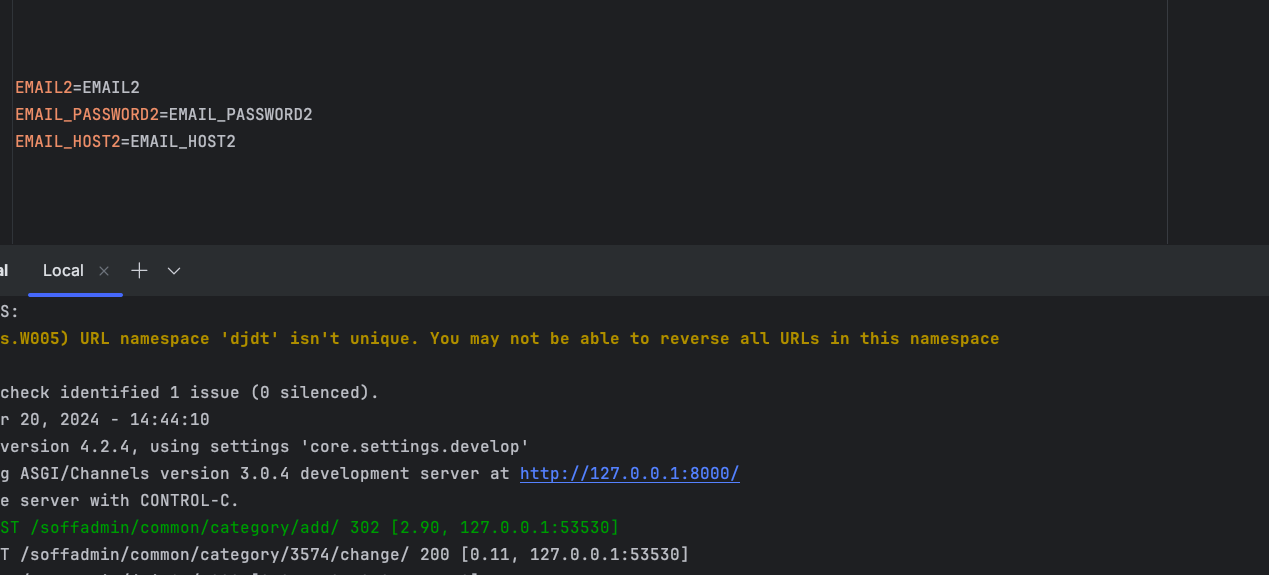 EMAIL2=EMAIL2
EMAIL_PASSWORD2=EMAIL_PASSWORD2
EMAIL_HOST2=EMAIL_HOST2
al Local
S:
s.W005) URL namespace 'djdt' isn't unique. You may not be able to reverse all URLs in this namespace
check identified 1 issue (0 silenced).
r 20, 2024 - 14:44:10
version 4.2.4, using settings 'core.settings.develop'
g ASGI/Channels version 3.0.4 development server at http://127.0.0.1:8000/
e server with CONTROL-C.
ST /soffadmin/common/category/add/ 302 [2.90, 127.0.0.1:53530]
T /soffadmin/common/category/3574/change/ 200 [0.11, 127.0.0.1:53530]